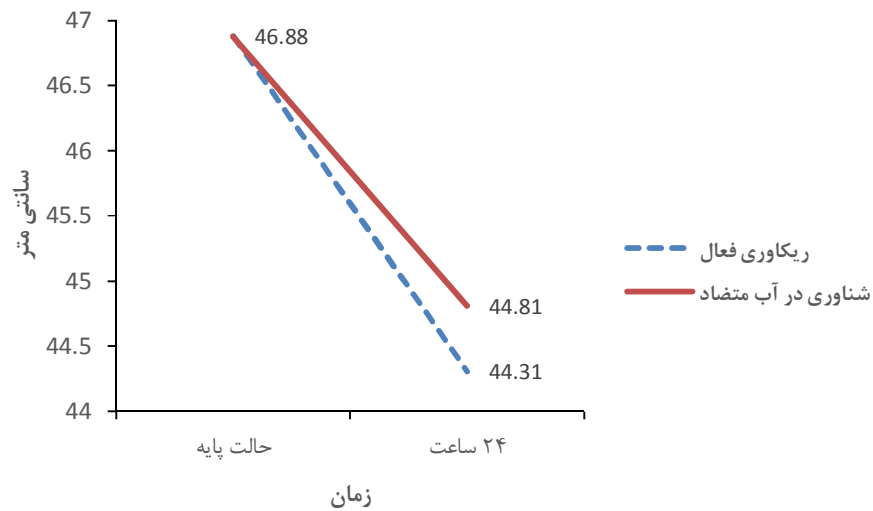 47
46.5
46
45.5
45
44.5
44
سانتی متر
46.88
44.81
44.31
حالت پایه
۲۴ ساعت
زمان
ریکاوری فعال
شناوری در آب متضاد